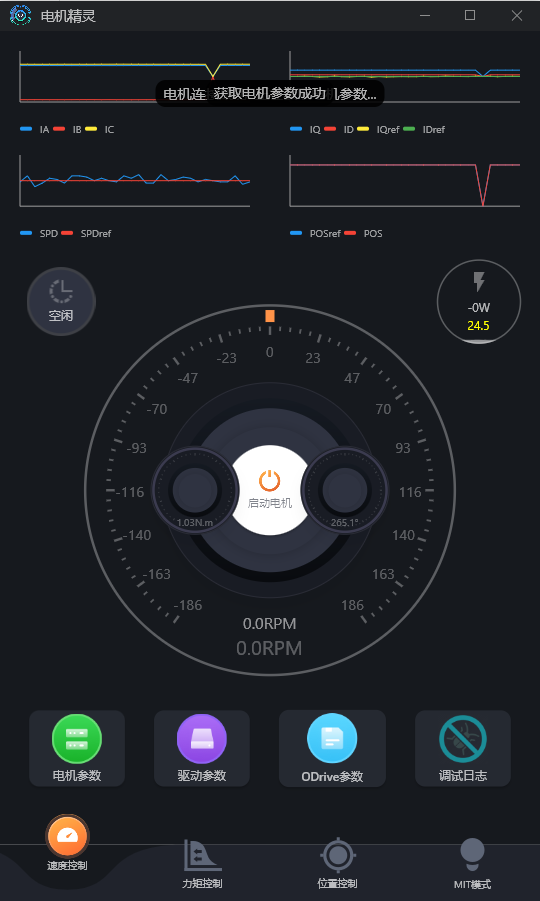 电机精灵
电机连 获取电机参数成功 机参数...
IA IB IC
IQ ID IQref IDref
SPD SPDref
POSref POS
空闲
-0W
24.5
0
-23 23
-47 47
-70 70
-93 93
-116 116
-140 140
-163 163
-186 186
启动电机
1.03N.m
265.1°
0.0RPM
0.0RPM
电机参数 驱动参数 ODrive参数 调试日志
速度控制 力矩控制 位置控制 MIT模式